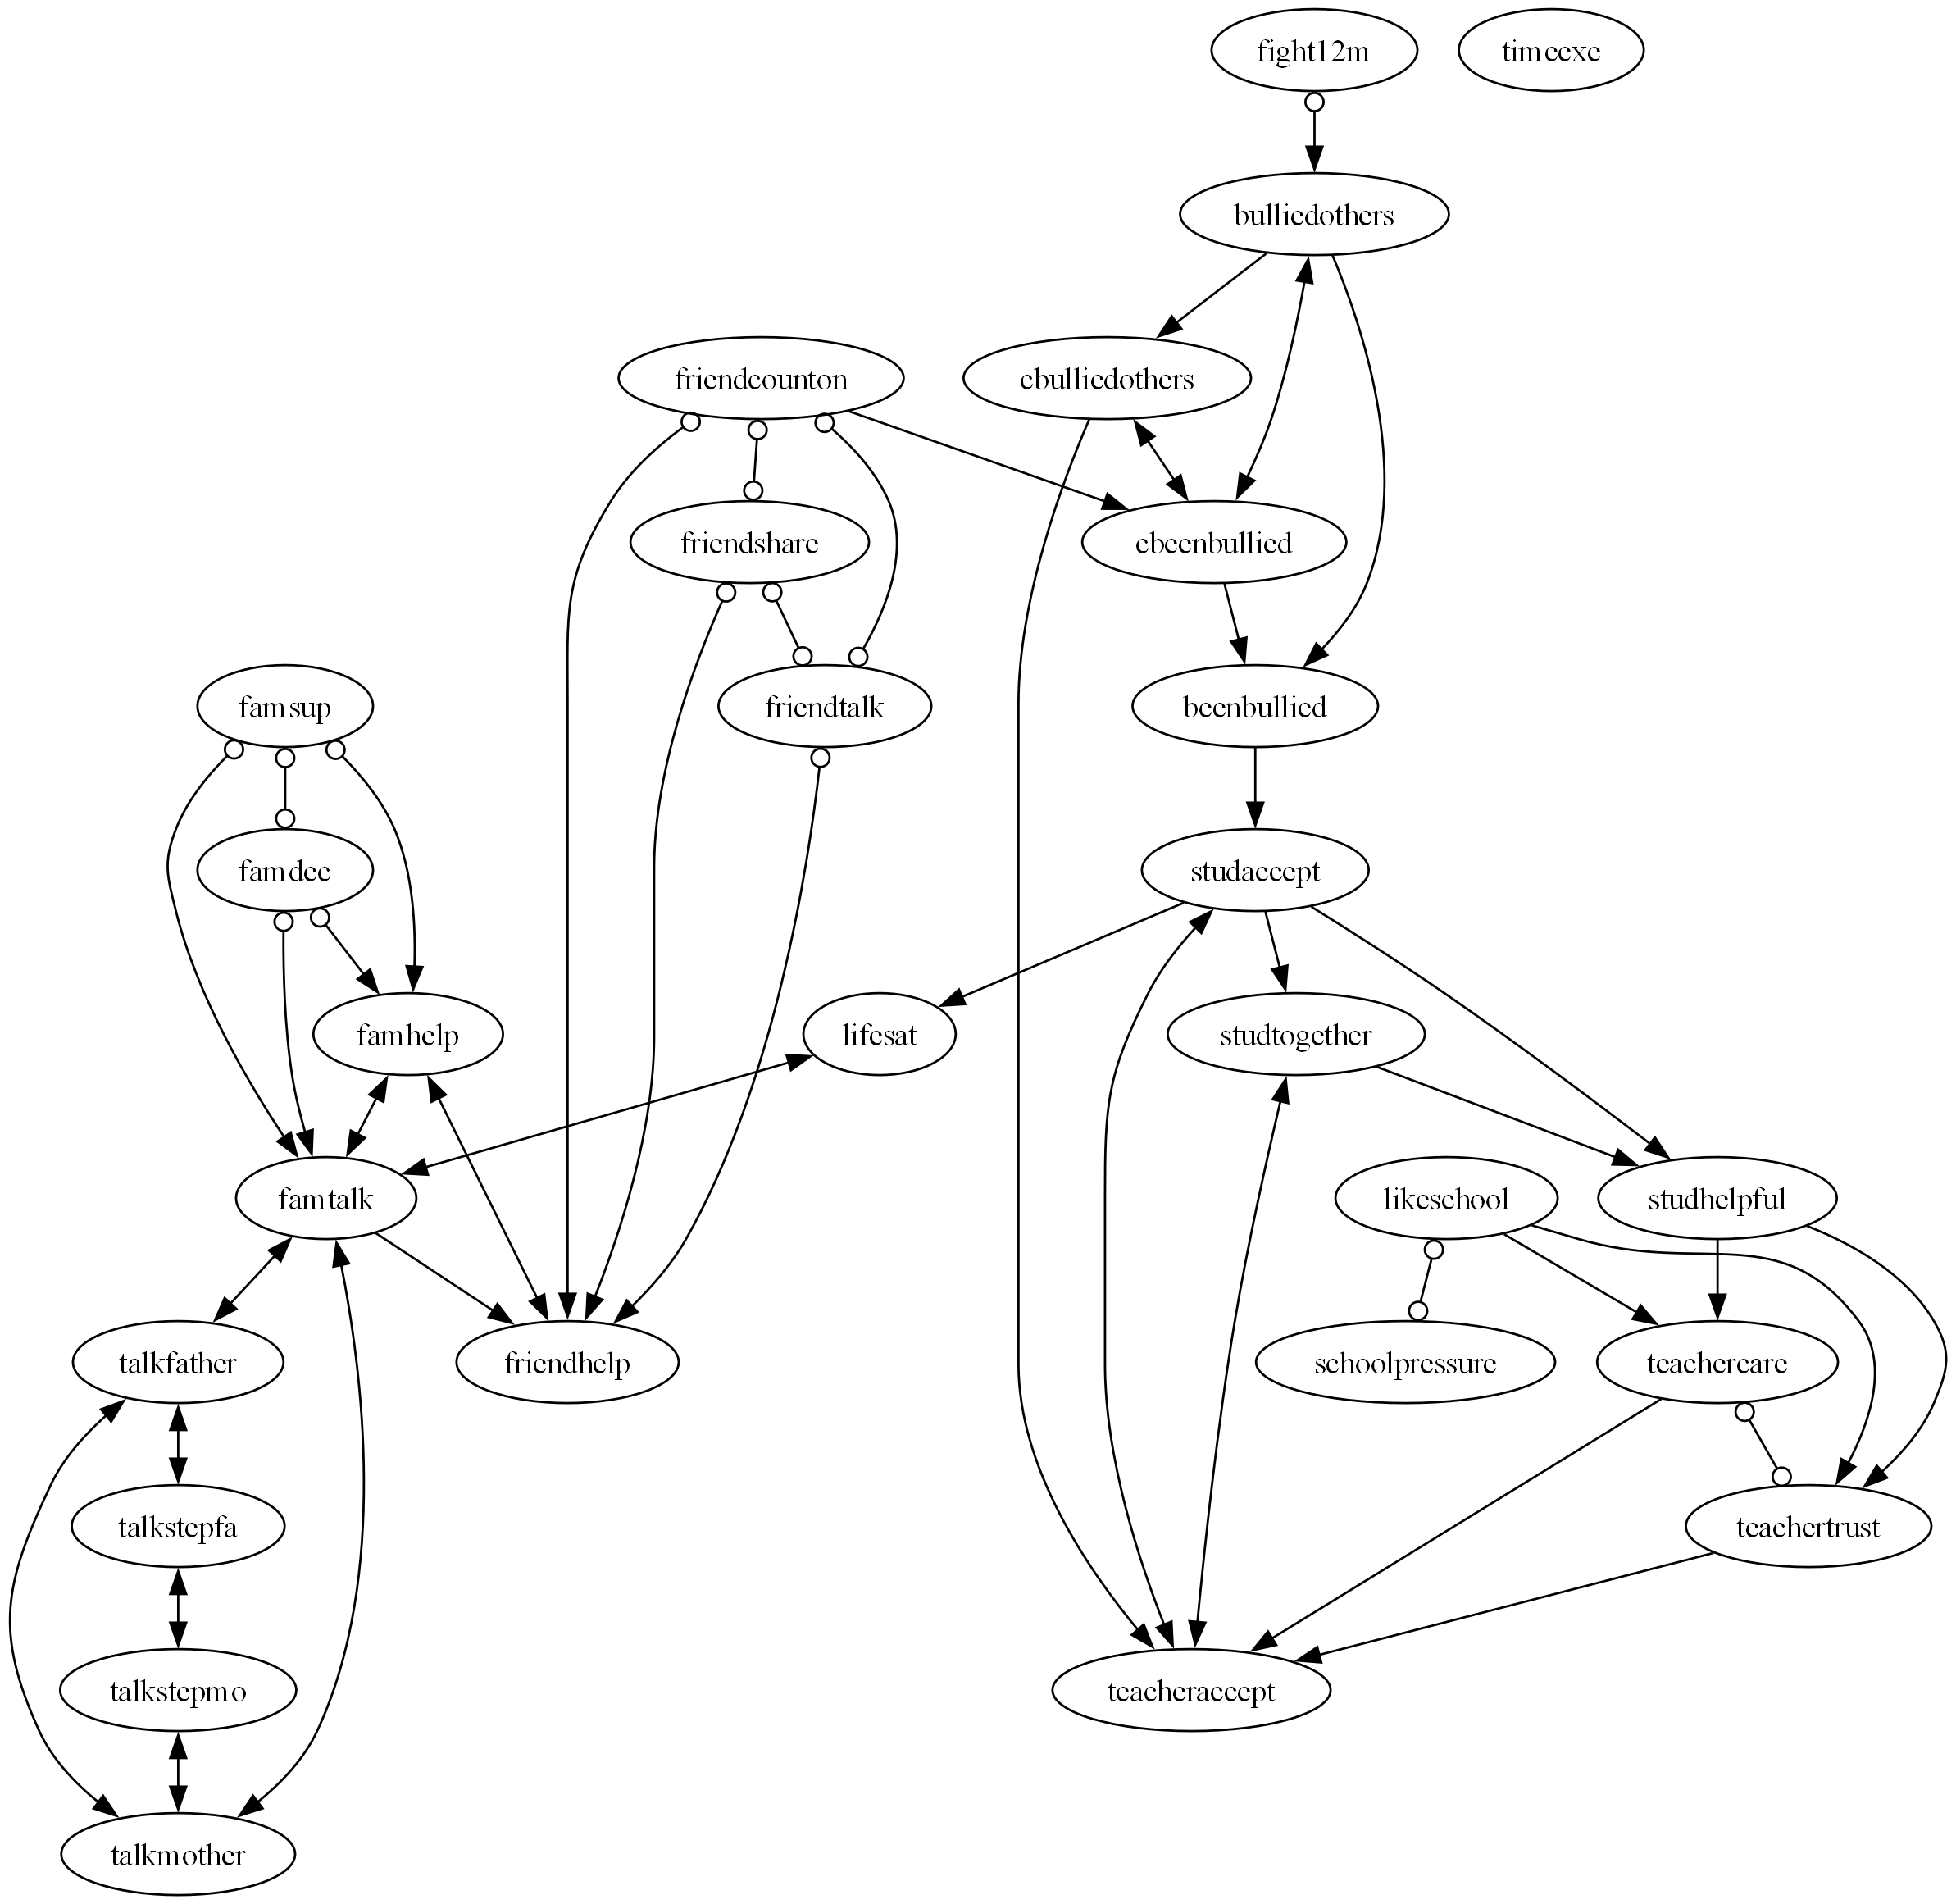 fight12m
timeexe
bulliedothers
friendcounton
cbulliedothers
friendshare
cbeenbullied
famsup
friendtalk
beenbullied
famdec
studaccept
famhelp
lifesat
studtogether
famtalk
likeschool
studhelpful
talkfather
friendhelp
schoolpressure
teachercare
talkstepfa
teachertrust
talkstepmo
teacheraccept
talkmother